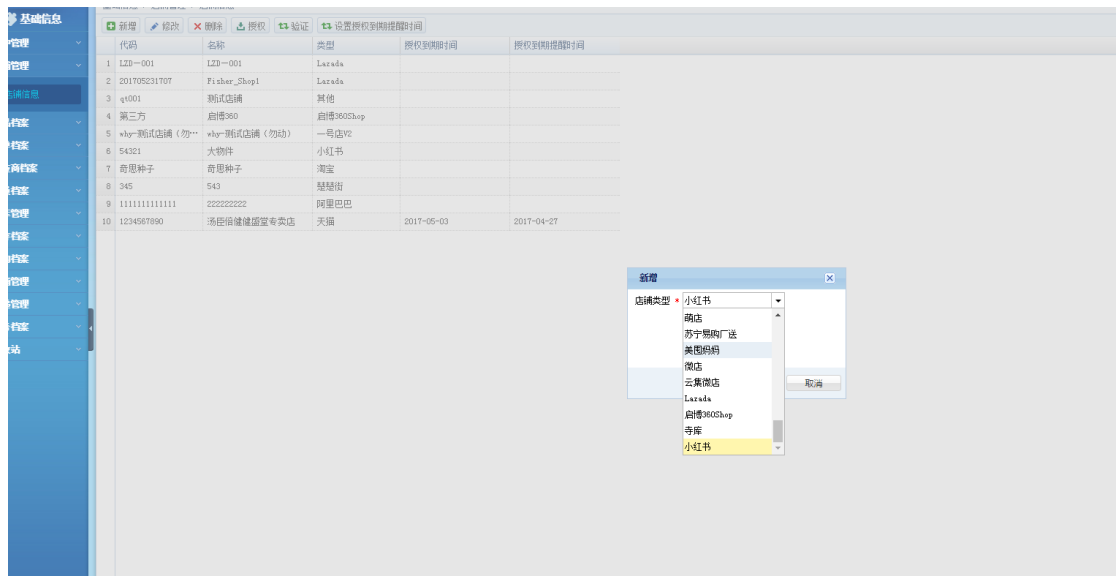 基础信息
管理
管理
店铺信息
档案
档案
商档案
档案
管理
档案
档案
管理
管理
档案
站
新增 修改 删除 授权 验证 设置授权到期提醒时间
代码 名称 类型 授权到期时间 授权到期提醒时间
1 LZD-001 LZD-001 Lazada
2 201705231707 Fisher_Shop1 Lazada
3 qt001 测试店铺 其他
4 第三方 启博360 启博360Shop
5 why-测试店铺（勿… why-测试店铺（勿动） 一号店V2
6 54321 大物件 小红书
7 奇思种子 奇思种子 淘宝
8 345 543 楚楚街
9 1111111111111 222222222 阿里巴巴
10 1234567890 汤臣倍健健盟堂专卖店 天猫 2017-05-03 2017-04-27
新增
店铺类型 * 小红书
萌店
苏宁易购厂送
美囤妈妈
微店
云集微店
Lazada
启博360Shop
寺库
小红书
取消